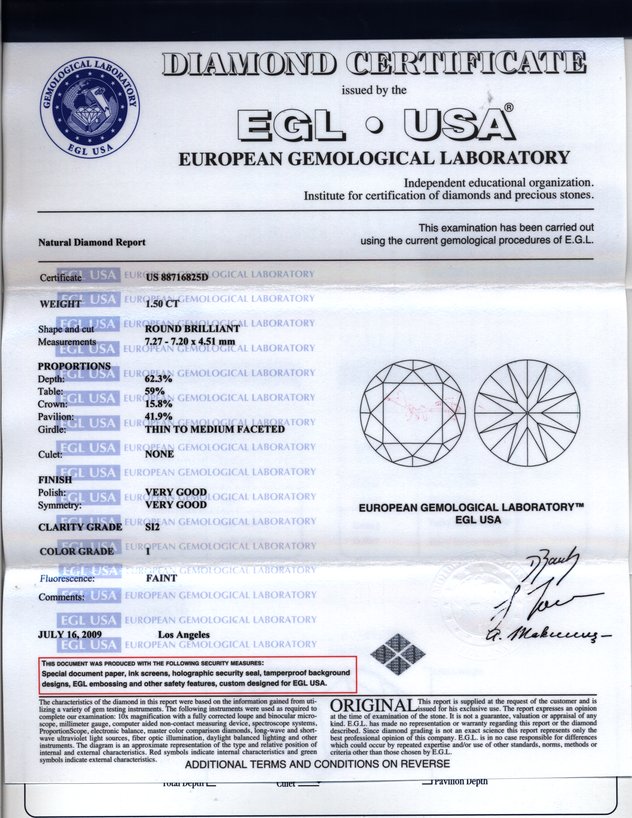 GEMOLOGICAL LABORATORY
EGL USA
DIAMOND CERTIFICATE
issued by the
EGL • USA®
EUROPEAN GEMOLOGICAL LABORATORY
Independent educational organization.
Institute for certification of diamonds and precious stones.
This examination has been carried out
using the current gemological procedures of E.G.L.
Natural Diamond Report
Certificate US 88716825D
WEIGHT 1.50 CT
Shape and cut ROUND BRILLIANT
Measurements 7.27 - 7.20 x 4.51 mm
PROPORTIONS
Depth: 62.3%
Table: 59%
Crown: 15.8%
Pavilion: 41.9%
Girdle: THIN TO MEDIUM FACETED
Culet: NONE
FINISH
Polish: VERY GOOD
Symmetry: VERY GOOD
CLARITY GRADE SI2
COLOR GRADE I
Fluorescence: FAINT
Comments:
JULY 16, 2009 Los Angeles
EGL USA EUROPEAN GEMOLOGICAL LABORATORY
EUROPEAN GEMOLOGICAL LABORATORY™
EGL USA
THIS DOCUMENT WAS PRODUCED WITH THE FOLLOWING SECURITY MEASURES:
Special document paper, ink screens, holographic security seal, tamperproof background
designs, EGL embossing and other safety features, custom designed for EGL USA.
The characteristics of the diamond in this report were based on the information gained from uti-
lizing a variety of gem testing instruments. The following instruments were used as required to
complete our examination: 10x magnification with a fully corrected loupe and binocular micro-
scope, millimeter gauge, computer aided non-contact measuring device, spectroscope systems,
ProportionScope, electronic balance, master color comparison diamonds, long-wave and short-
wave ultraviolet light sources, fiber optic illumination, daylight balanced lighting and other
instruments. The diagram is an approximate representation of the type and relative position of
internal and external characteristics. Red symbols indicate internal characteristics and green
symbols indicate external characteristics.
ORIGINAL This report is supplied at the request of the customer and is
issued for his exclusive use. The report expresses an opinion
at the time of examination of the stone. It is not a guarantee, valuation or appraisal of any
kind. E.G.L. has made no representation or warranty regarding this report or the diamond
described. Since diamond grading is not an exact science this report represents only the
best professional opinion of this company. E.G.L. is in no case responsible for differences
which could occur by repeated expertise and/or use of other standards, norms, methods or
criteria other than those chosen by E.G.L.
ADDITIONAL TERMS AND CONDITIONS ON REVERSE
Total Depth Culet Pavilion Depth